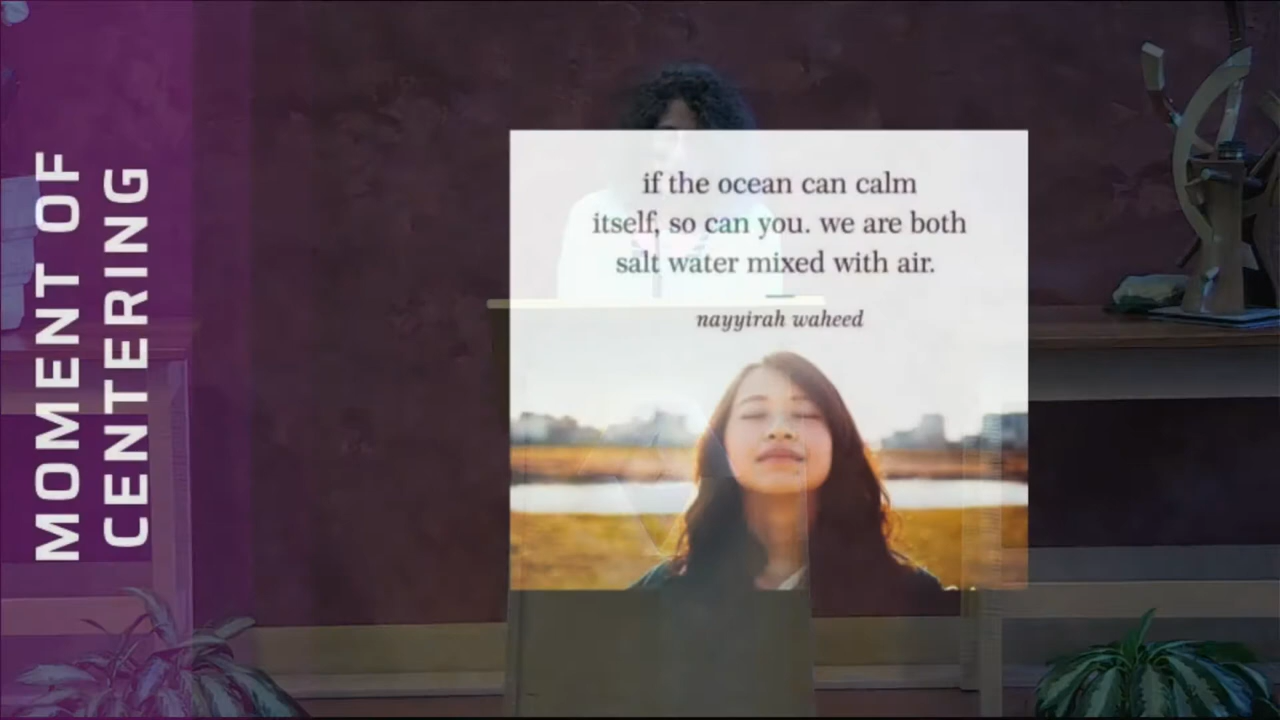 MOMENT OF
CENTERING
if the ocean can calm
itself, so can you. we are both
salt water mixed with air.
nayyirah waheed